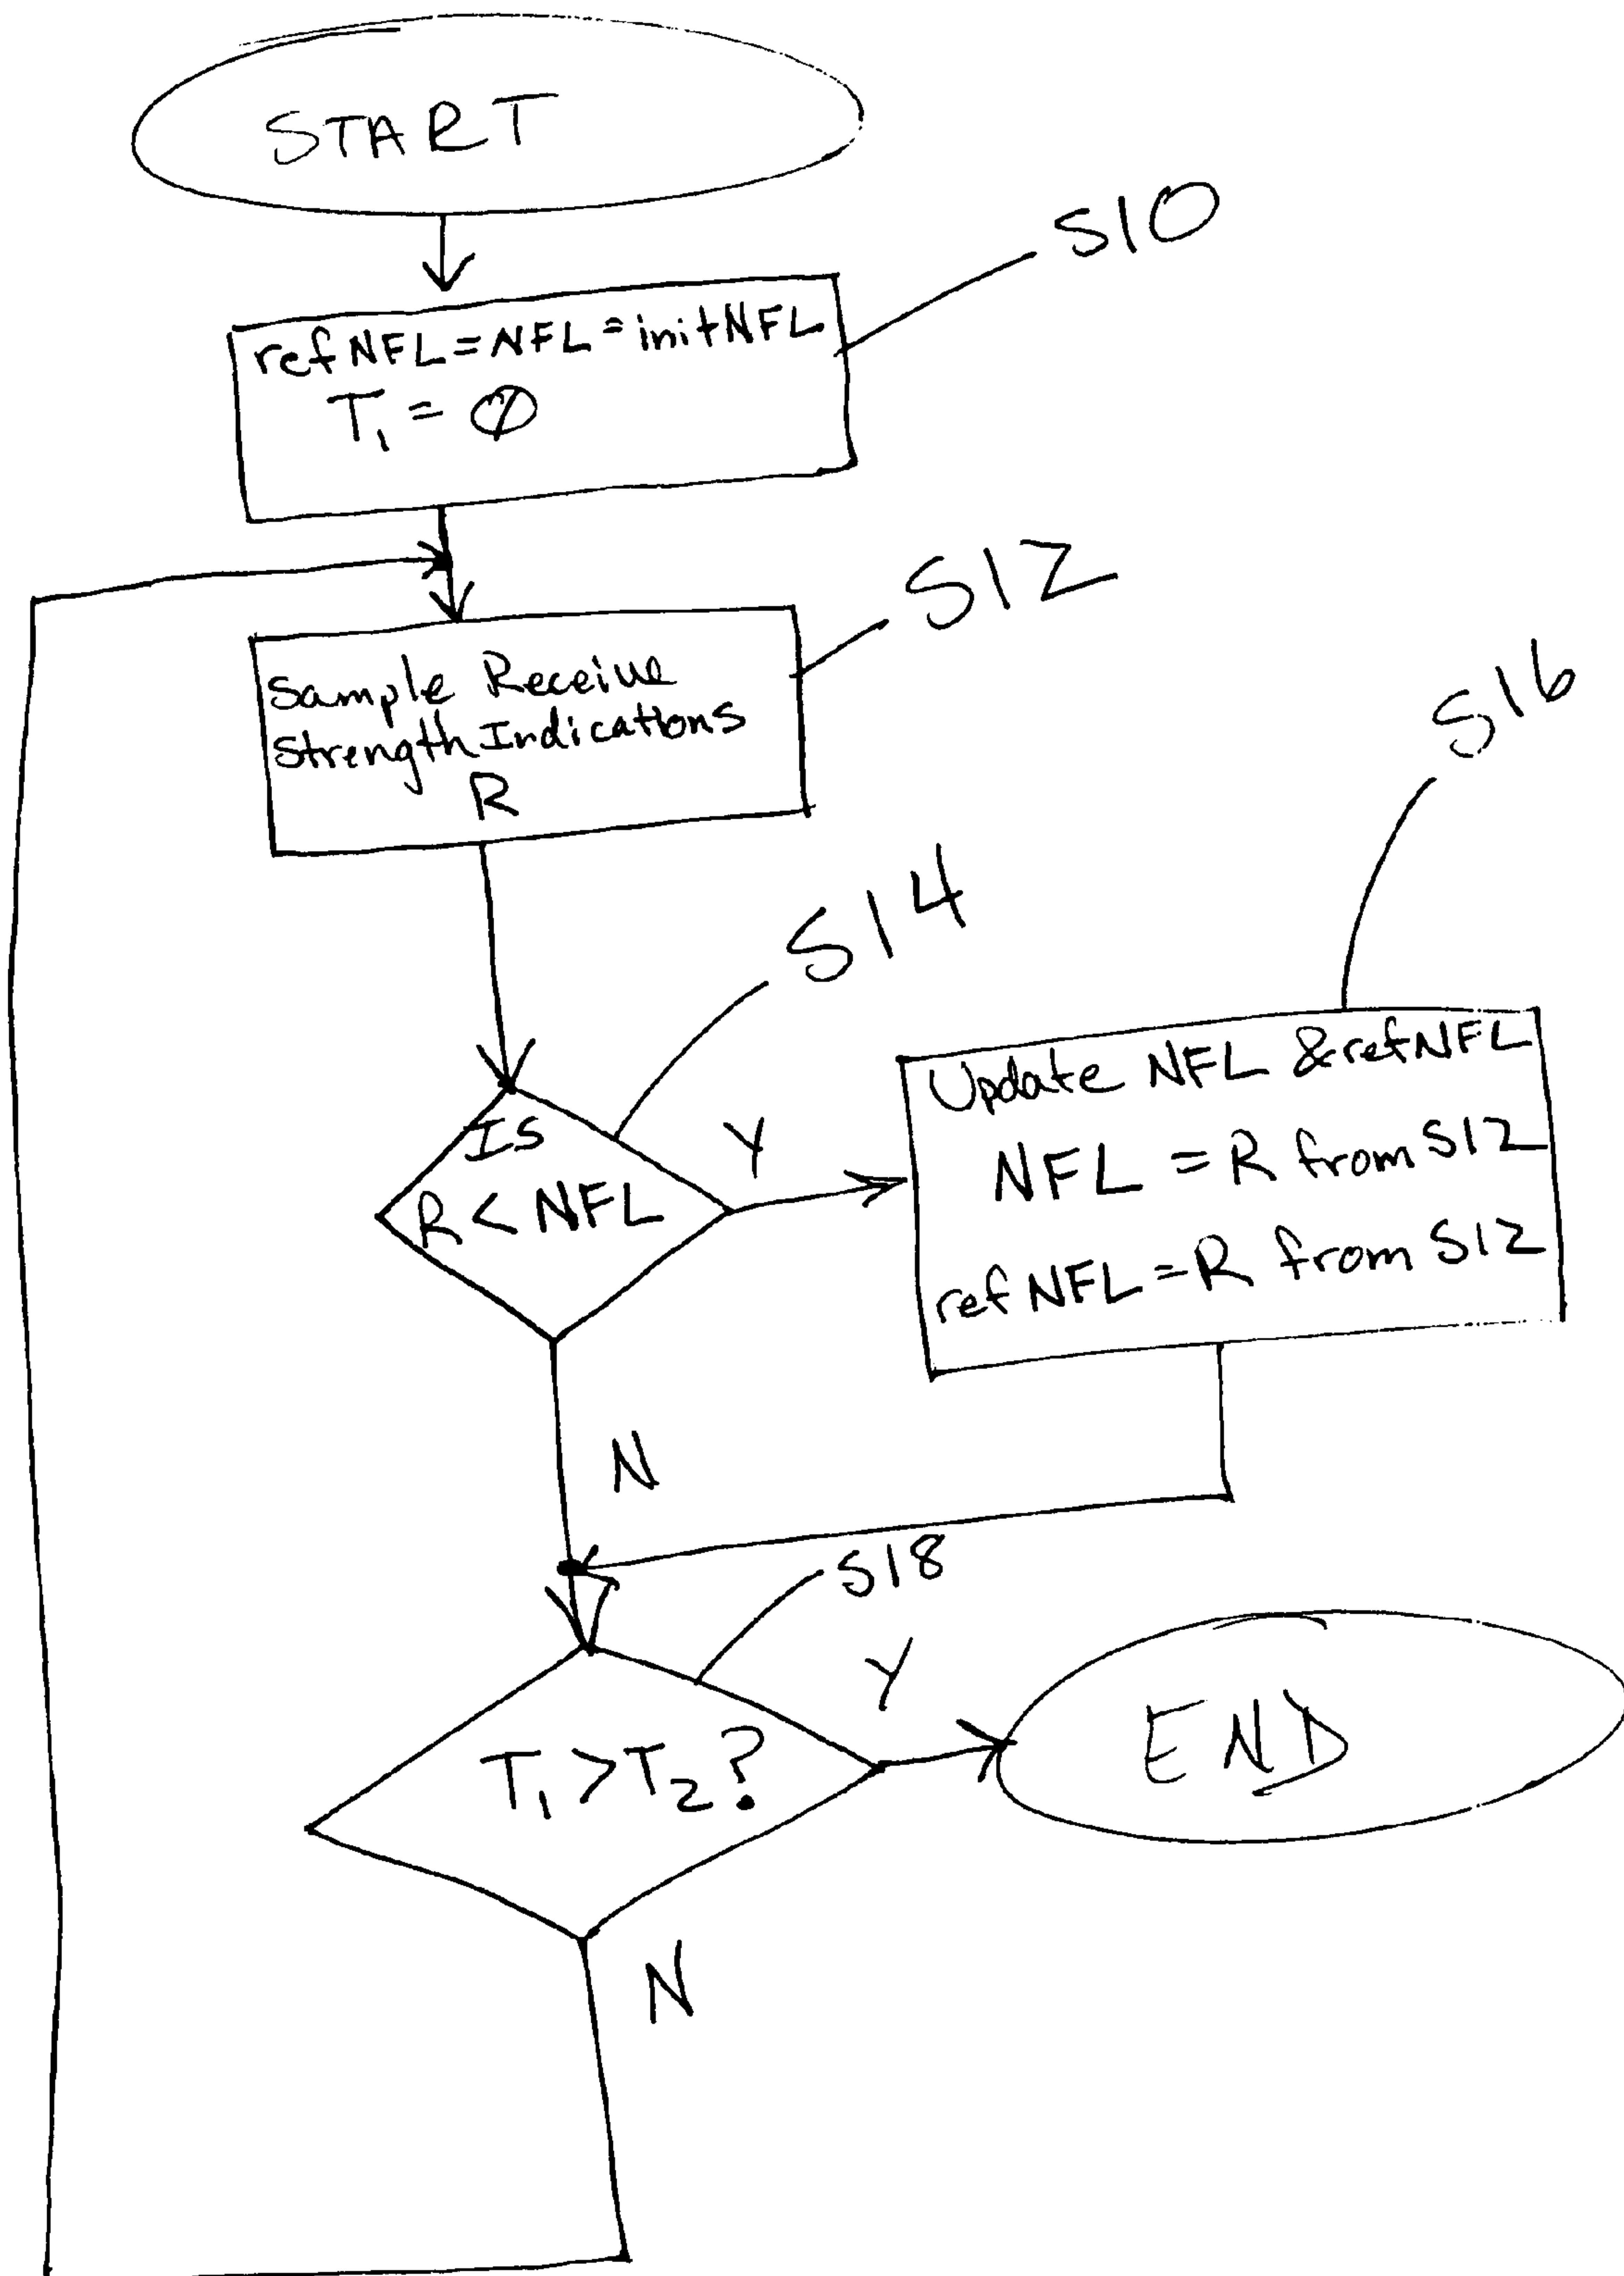 START
S10
refNFL = NFL = initNFL
T₁ = Ø
S12
Sample Receive
Strength Indications
R
S14
S16
IS
R < NFL
Y
Update NFL & refNFL
NFL = R from S12
refNFL = R from S12
N
S18
T₁ > T₂?
Y
END
N